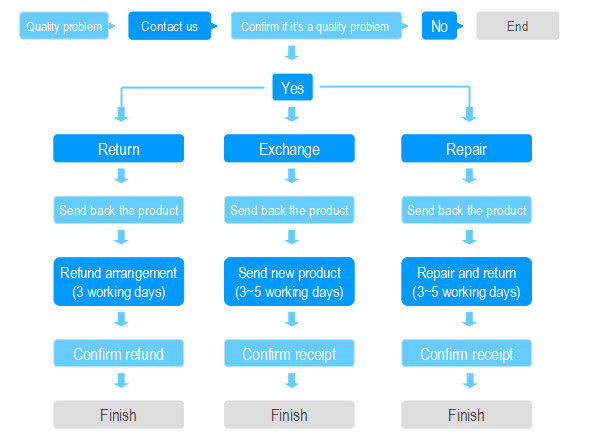 Quality problem
Contact us
Confirm if it's a quality problem
No
End
Yes
Return
Exchange
Repair
Send back the product
Send back the product
Send back the product
Refund arrangement
(3 working days)
Send new product
(3~5 working days)
Repair and return
(3~5 working days)
Confirm refund
Confirm receipt
Confirm receipt
Finish
Finish
Finish